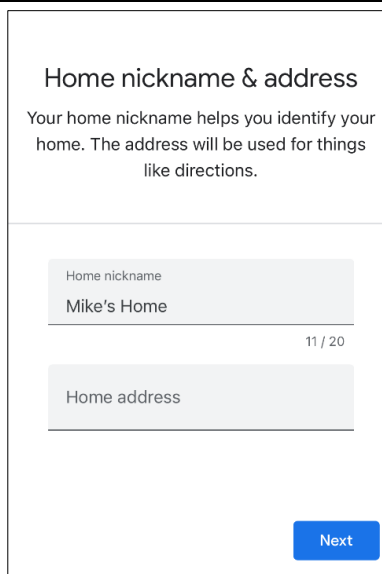 Home nickname & address
Your home nickname helps you identify your
home. The address will be used for things
like directions.
Home nickname
Mike’s Home
11 / 20
Home address
Next